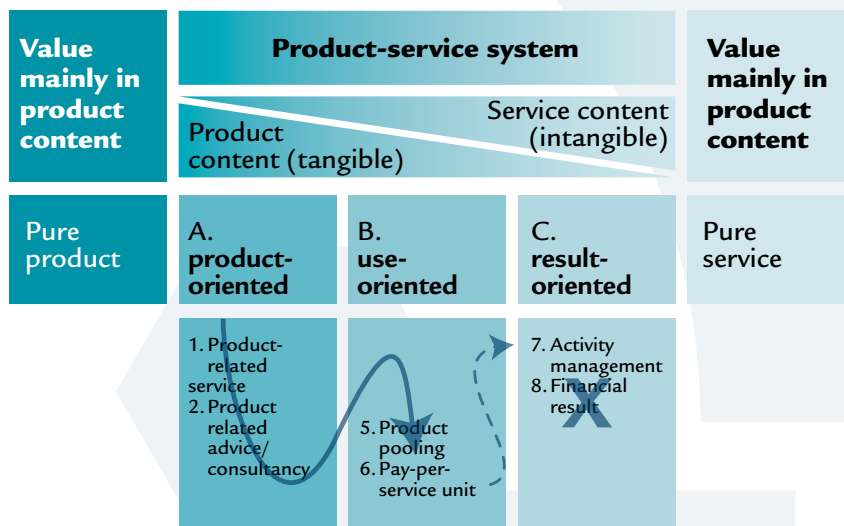 Value
mainly in
product
content
Product-service system
Product
content (tangible)
Service content
(intangible)
Value
mainly in
product
content
Pure
product
A.
product-
oriented
B.
use-
oriented
C.
result-
oriented
Pure
service
1. Product-
related
service
2. Product
related
advice/
consultancy
5. Product
pooling
6. Pay-per-
service unit
7. Activity
management
8. Financial
result
X